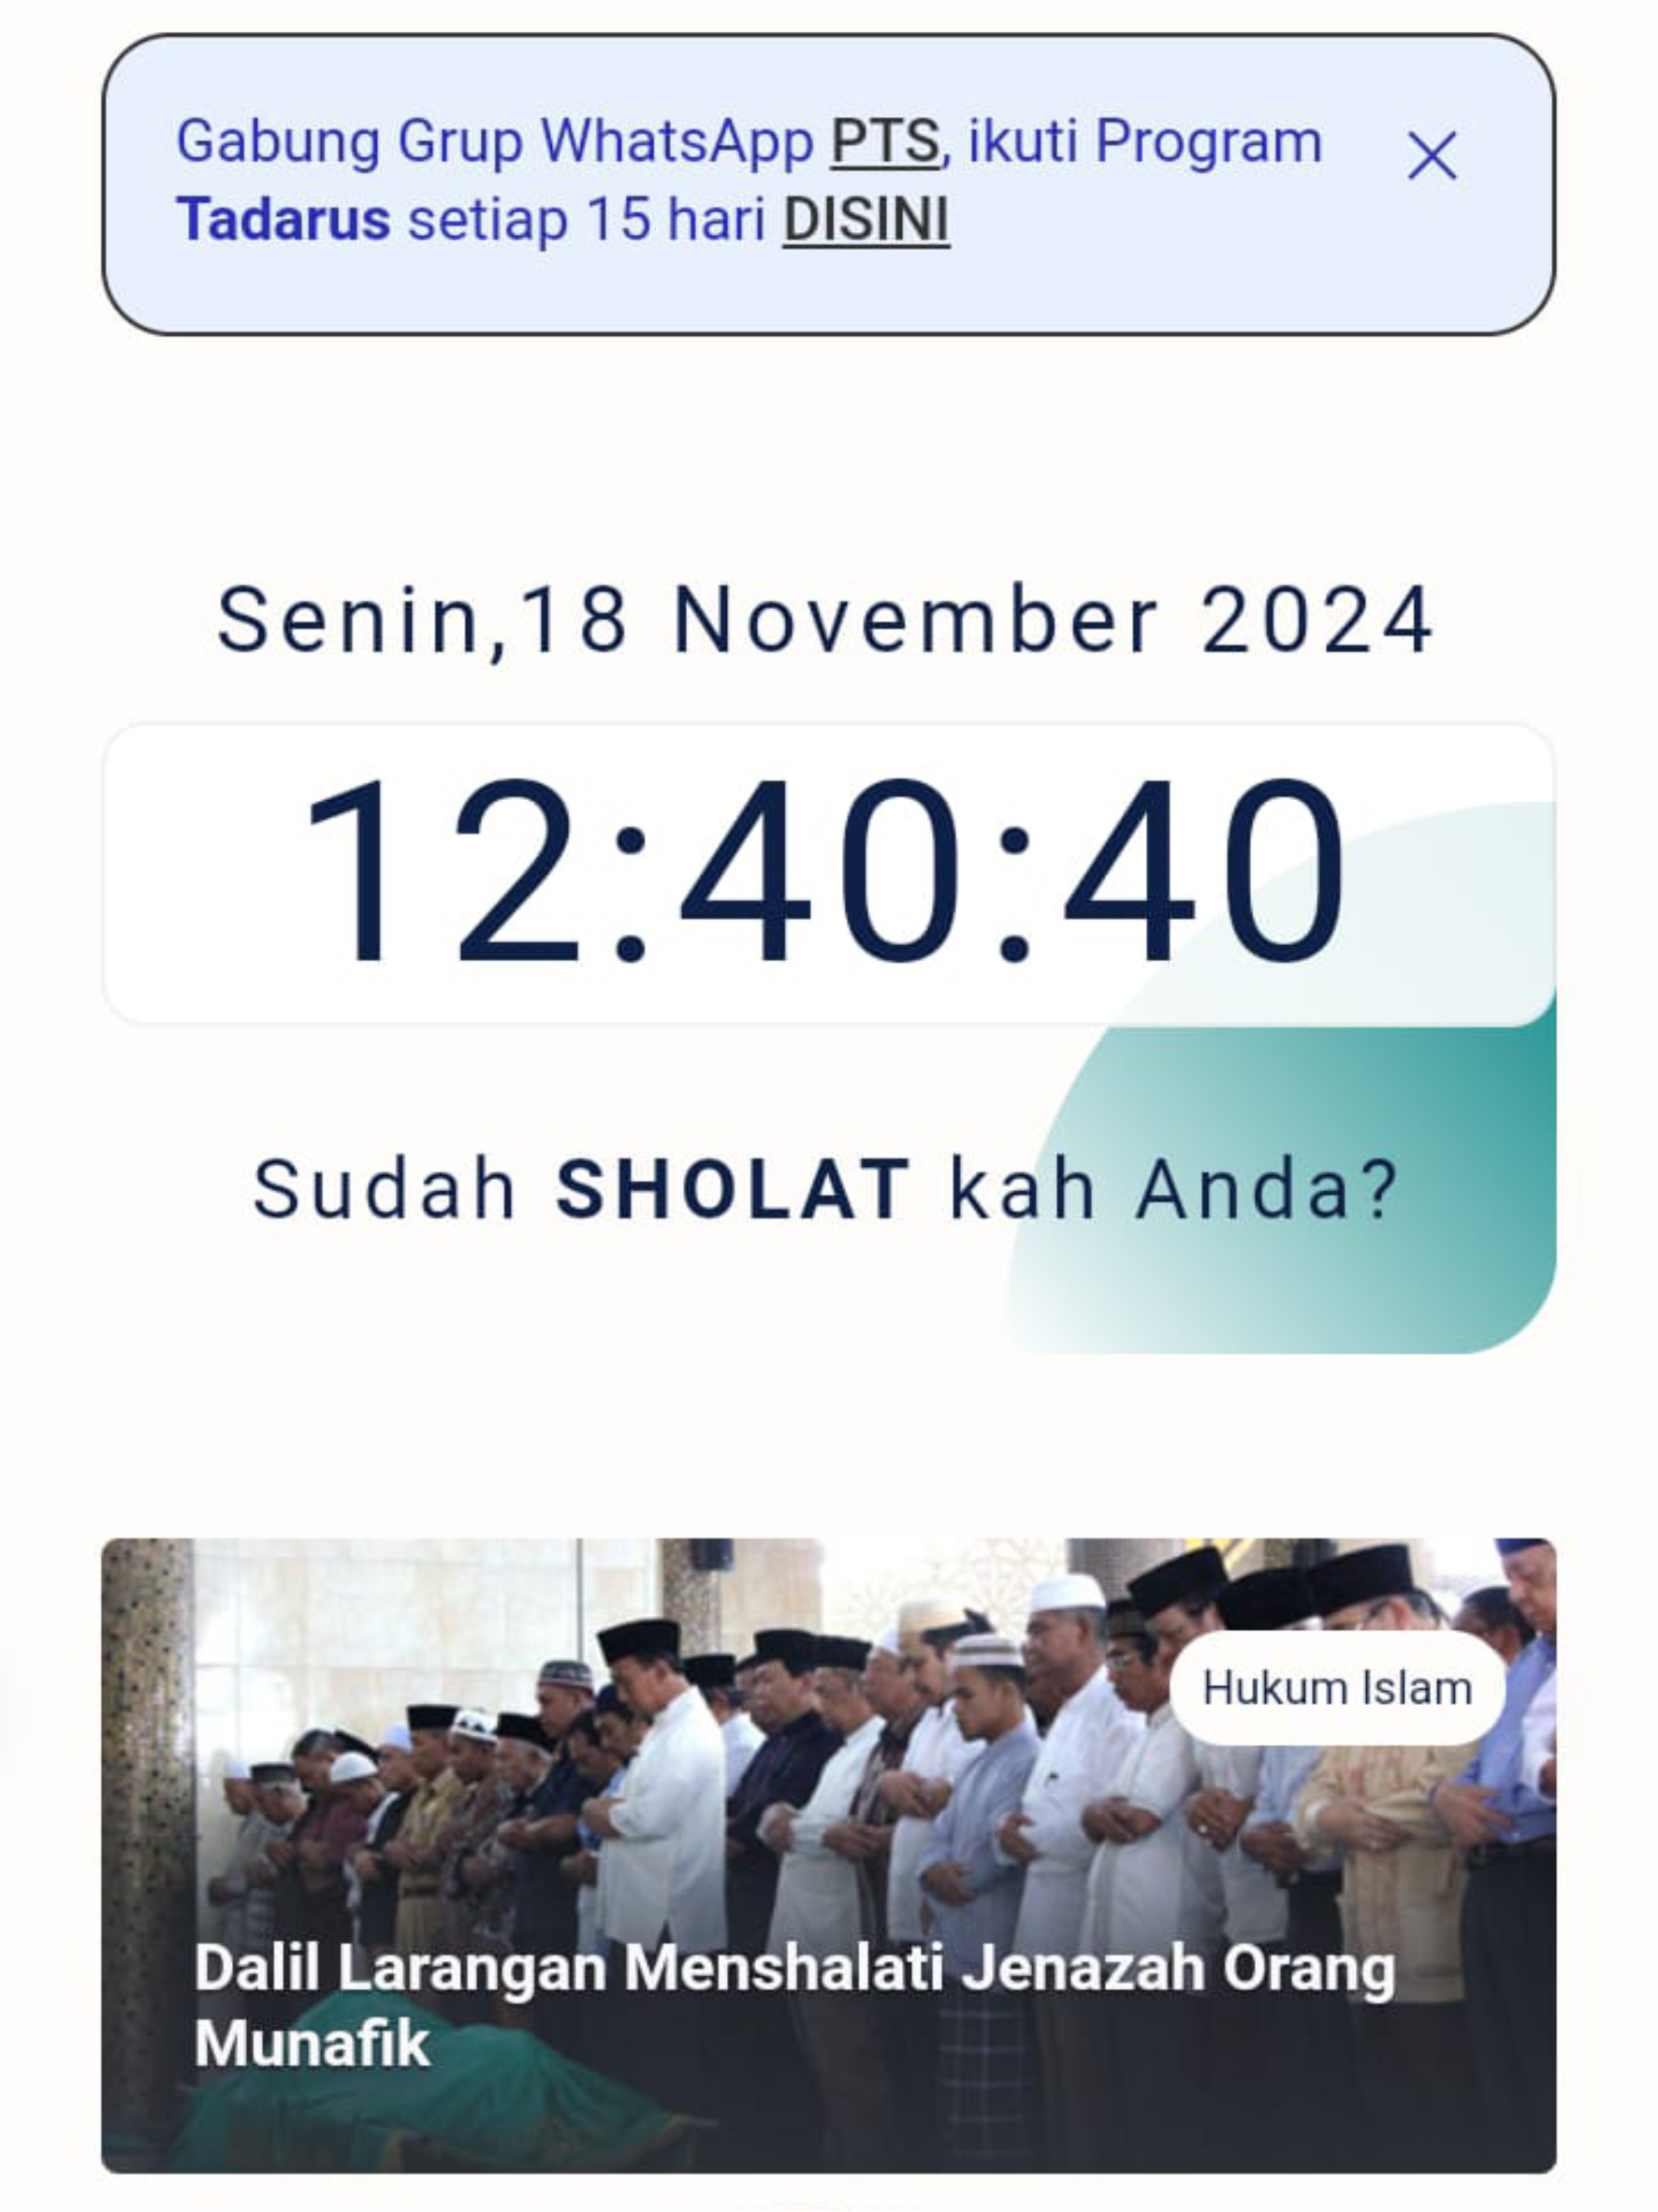 Gabung Grup WhatsApp PTS, ikuti Program
Tadarus setiap 15 hari DISINI
Senin,18 November 2024
12:40:40
Sudah SHOLAT kah Anda?
Hukum Islam
Dalil Larangan Menshalati Jenazah Orang
Munafik